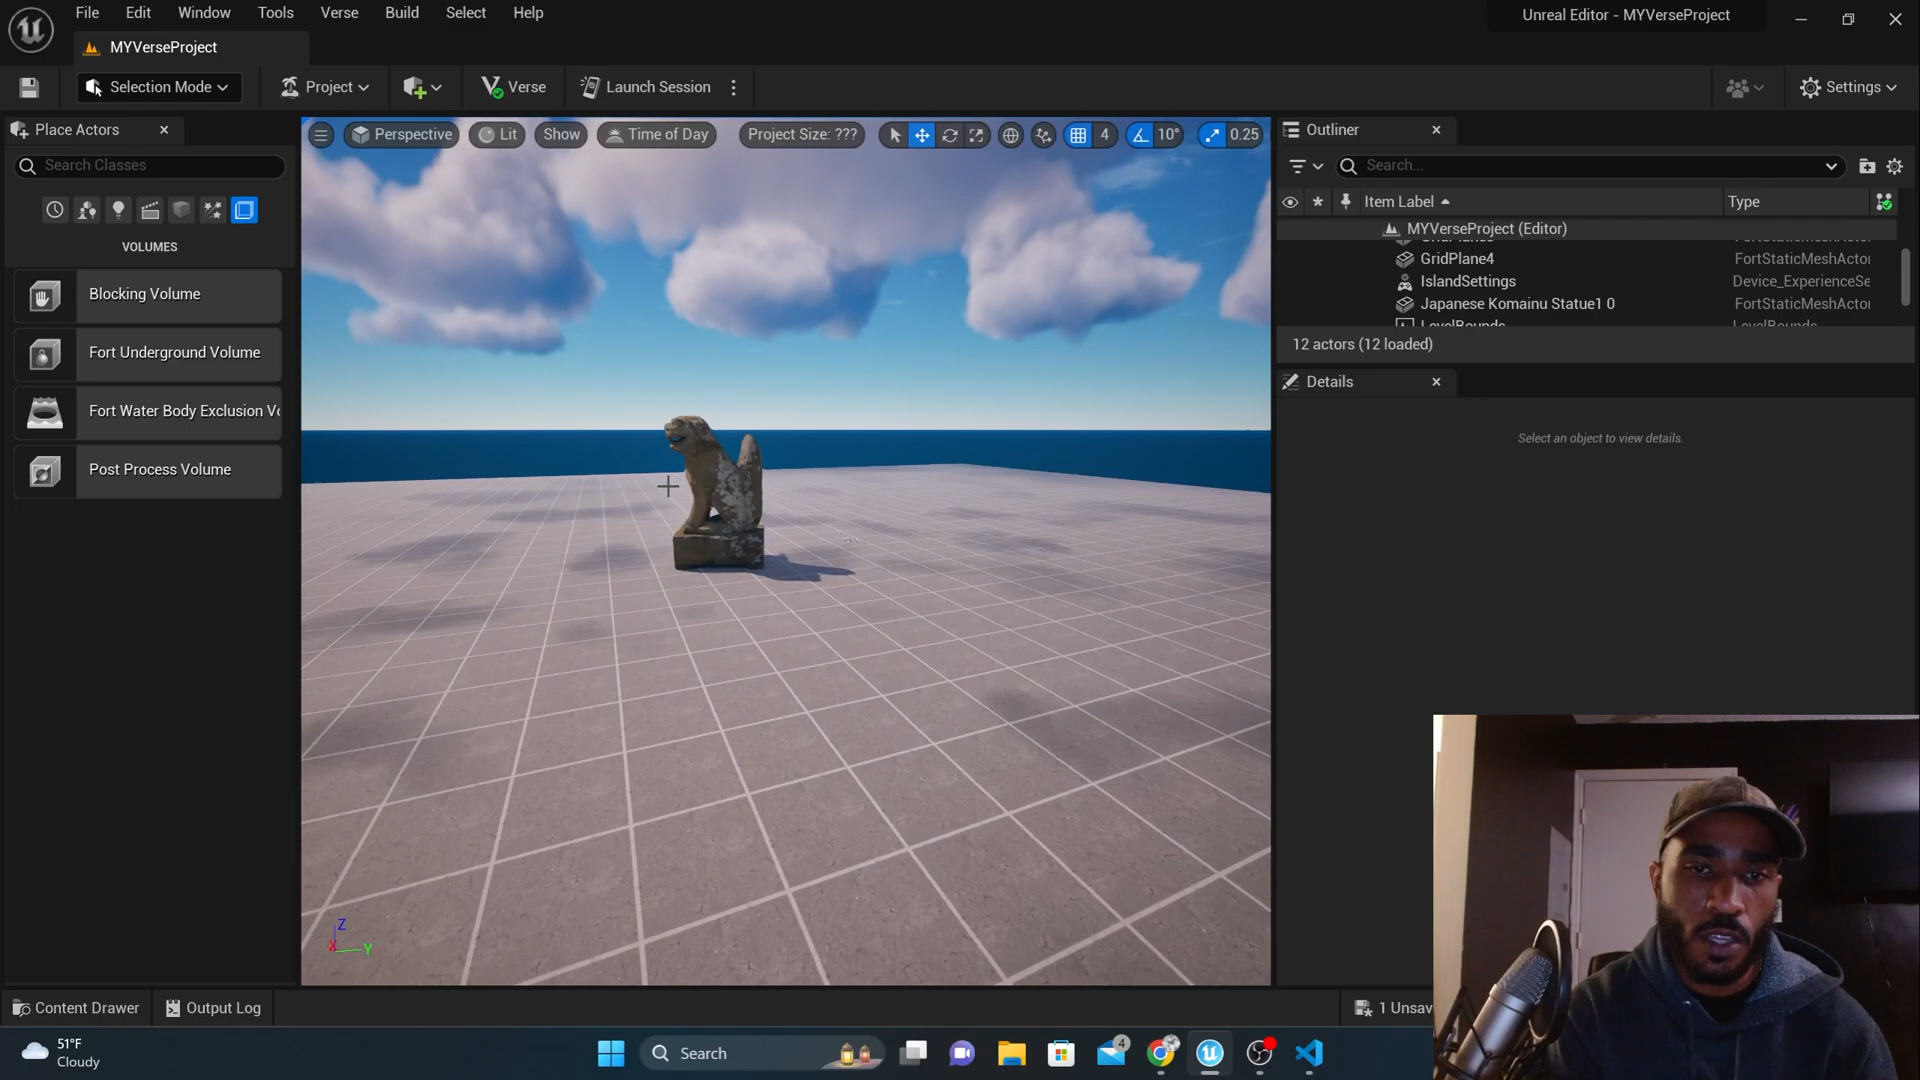 File Edit Window Tools Verse Build Select Help
Unreal Editor - MYVerseProject
MYVerseProject
Selection Mode
Project
Verse
Launch Session
Settings
Place Actors
Perspective
Lit
Show
Time of Day
Project Size: ???
4
10°
0.25
Outliner
Search Classes
Search...
Item Label
Type
VOLUMES
MYVerseProject (Editor)
GridPlane4 FortStaticMeshActor
IslandSettings Device_ExperienceSe
Japanese Komainu Statue1 0 FortStaticMeshActor
LevelBounds LevelBounds
12 actors (12 loaded)
Blocking Volume
Fort Underground Volume
Fort Water Body Exclusion Vo
Post Process Volume
Details
Select an object to view details.
Z
X
Y
Content Drawer
Output Log
1 Unsav
51°F
Cloudy
Search
4